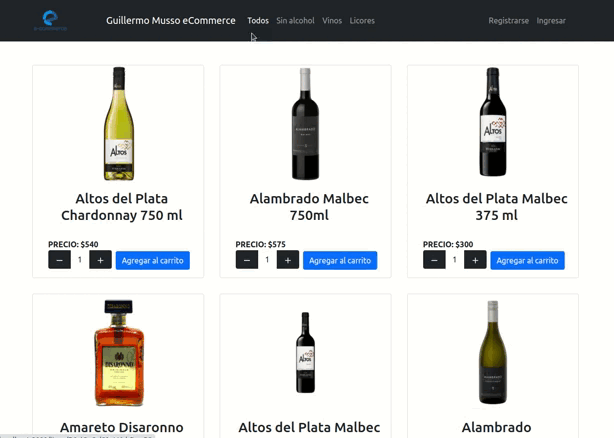 Guillermo Musso eCommerce Todos Sin alcohol Vinos Licores Registrarse Ingresar
Altos del Plata
Chardonnay 750 ml
PRECIO: $540
− 1 + Agregar al carrito
Alambrado Malbec
750ml
PRECIO: $575
− 1 + Agregar al carrito
Altos del Plata Malbec
375 ml
PRECIO: $300
− 1 + Agregar al carrito
ALTOS
ALAMBRADO
ALTOS
DISARONNO
Amareto Disaronno
Altos del Plata Malbec
Alambrado